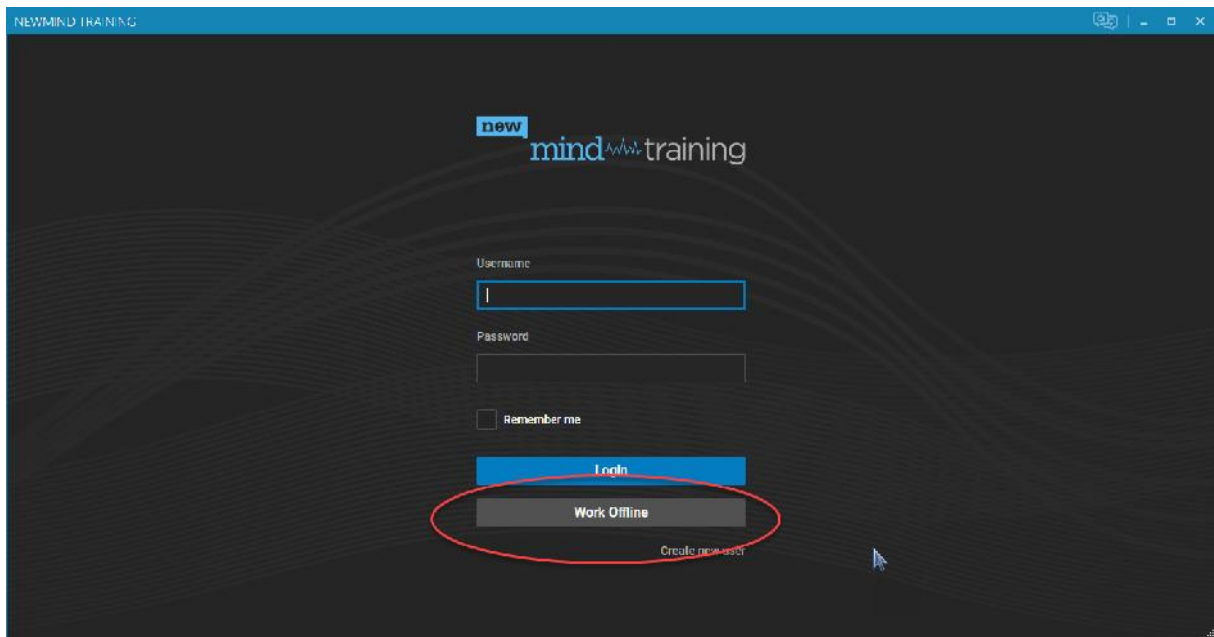 NEWMIND TRAINING
new
mind training
Username
Password
Remember me
Login
Work Offline
Create new user